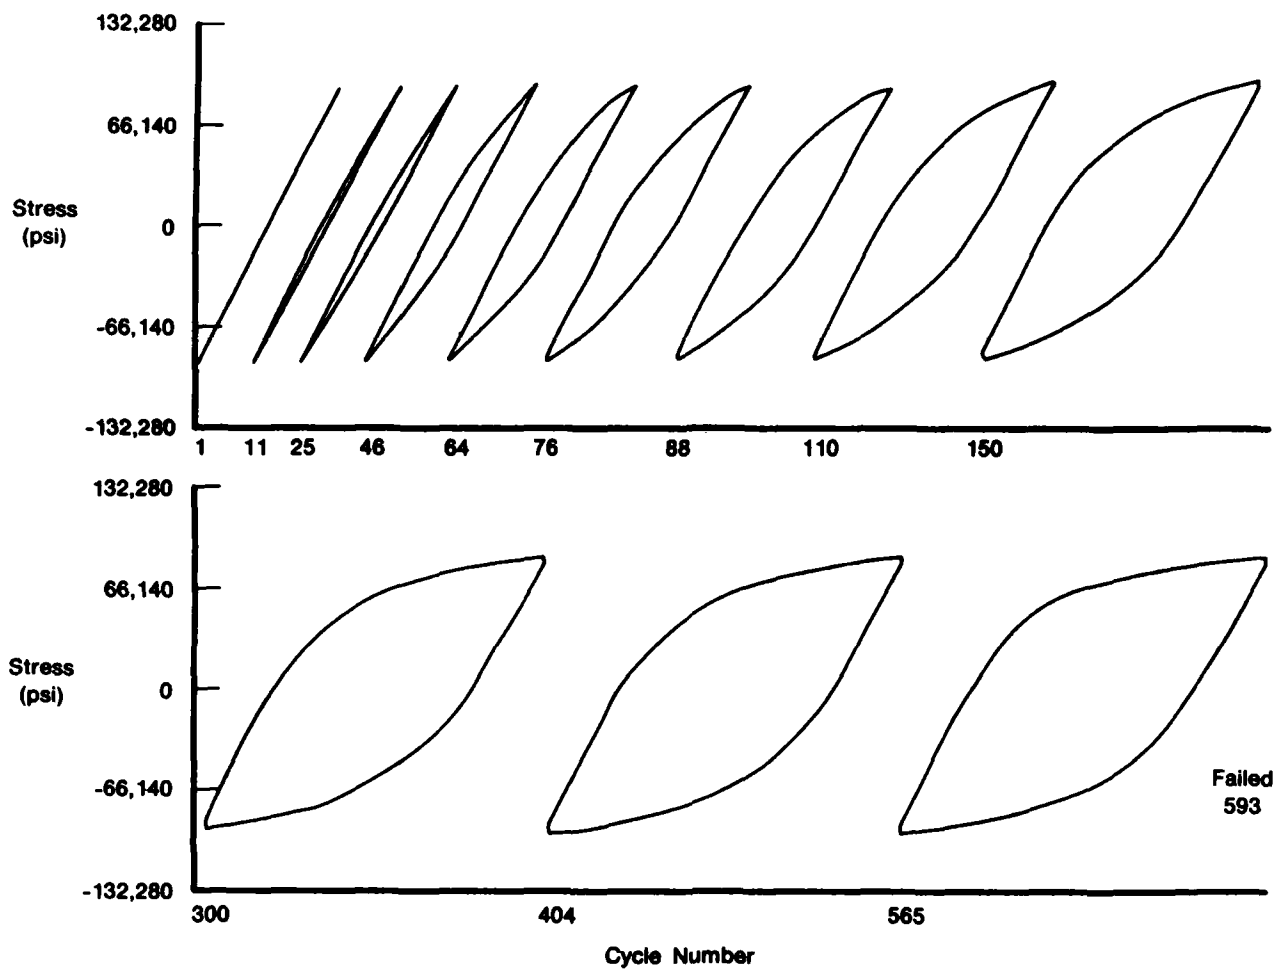 132,280
66,140
Stress
(psi)
0
-66,140
-132,280
1 11 25 46 64 76 88 110 150
132,280
66,140
Stress
(psi)
0
-66,140
Failed
593
-132,280
300 404 565
Cycle Number